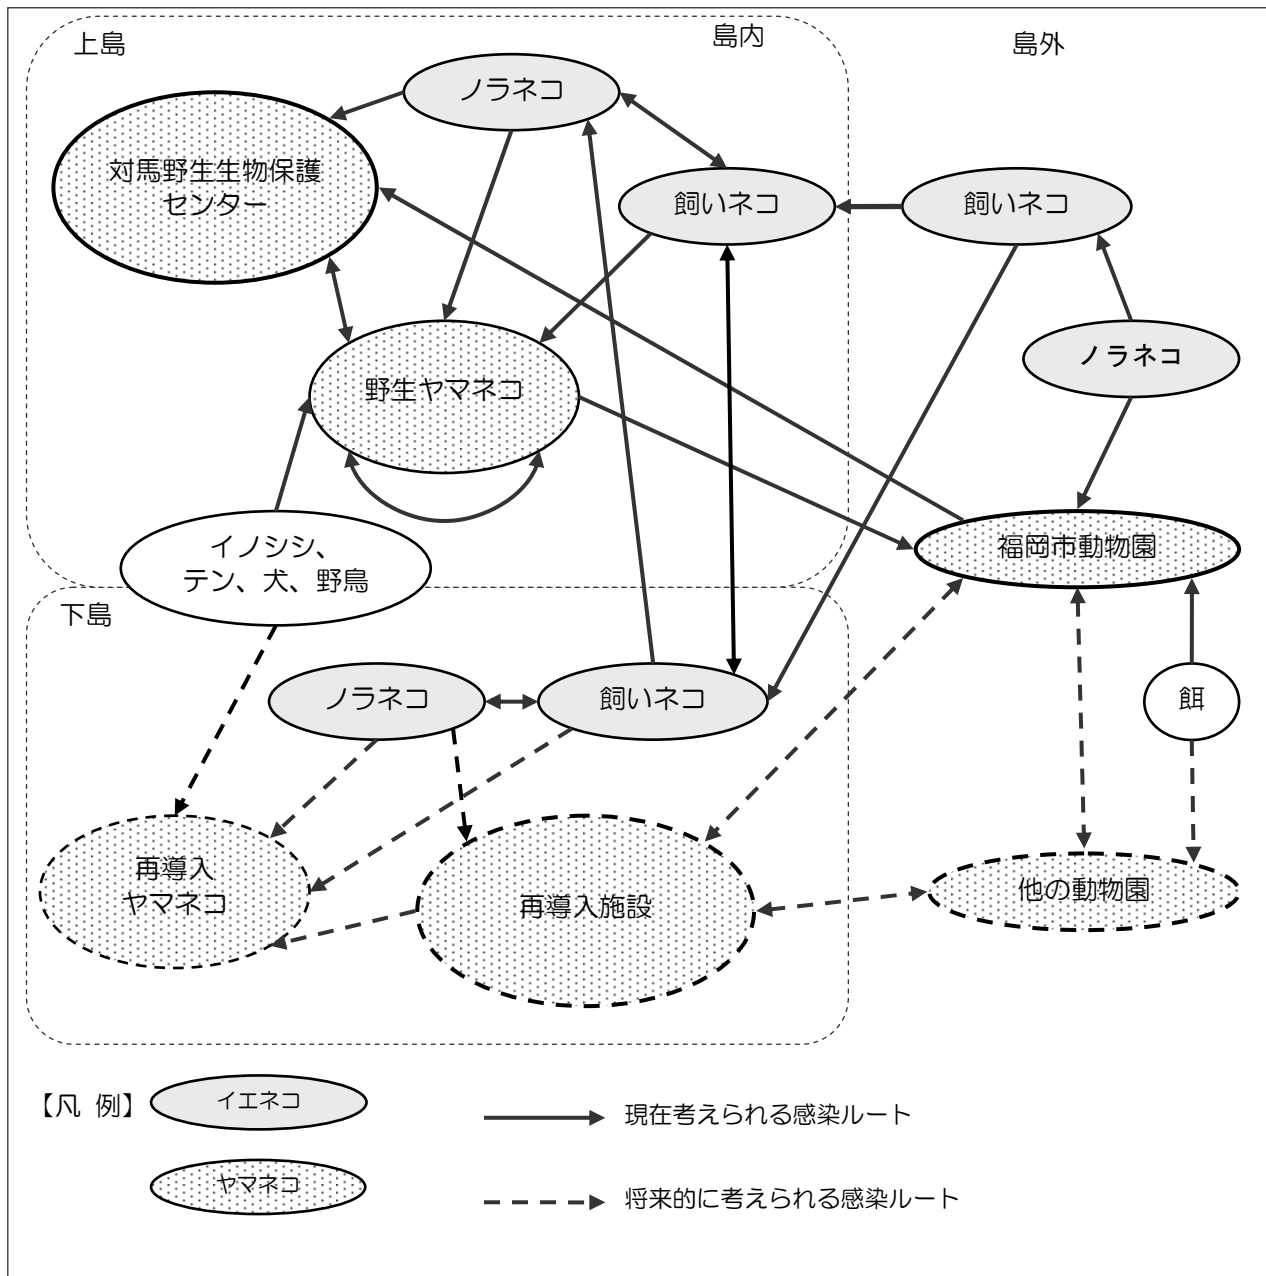 上島
島内
島外
ノラネコ
対馬野生生物保護
センター
飼いネコ
飼いネコ
ノラネコ
野生ヤマネコ
イノシシ、
テン、犬、野鳥
福岡市動物園
下島
ノラネコ
飼いネコ
餌
再導入
ヤマネコ
再導入施設
他の動物園
【凡 例】
イエネコ
現在考えられる感染ルート
ヤマネコ
将来的に考えられる感染ルート